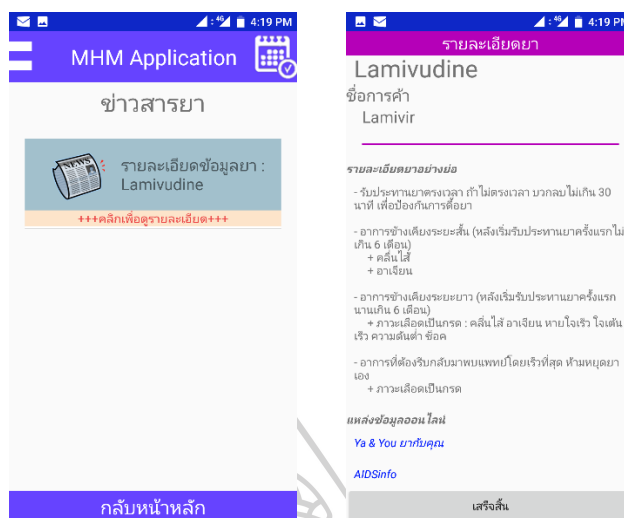 4G 4:19 PM
MHM Application
ข่าวสารยา
NEWS
รายละเอียดข้อมูลยา :
Lamivudine
+++คลิกเพื่อดูรายละเอียด+++
กลับหน้าหลัก
4G 4:19 PM
รายละเอียดยา
Lamivudine
ชื่อการค้า
Lamivir
รายละเอียดยาอย่างย่อ
- รับประทานยาตรงเวลา ถ้าไม่ตรงเวลา บวกลบไม่เกิน 30
นาที เพื่อป้องกันการดื้อยา
- อาการข้างเคียงระยะสั้น (หลังเริ่มรับประทานยาครั้งแรกไม่
เกิน 6 เดือน)
+ คลื่นไส้
+ อาเจียน
- อาการข้างเคียงระยะยาว (หลังเริ่มรับประทานยาครั้งแรก
นานเกิน 6 เดือน)
+ ภาวะเลือดเป็นกรด : คลื่นไส้ อาเจียน หายใจเร็ว ใจเต้น
เร็ว ความดันต่ำ ช็อค
- อาการที่ต้องรีบกลับมาพบแพทย์โดยเร็วที่สุด ห้ามหยุดยา
เอง
+ ภาวะเลือดเป็นกรด
แหล่งข้อมูลออนไลน์
Ya & You ยากับคุณ
AIDSinfo
เสร็จสิ้น